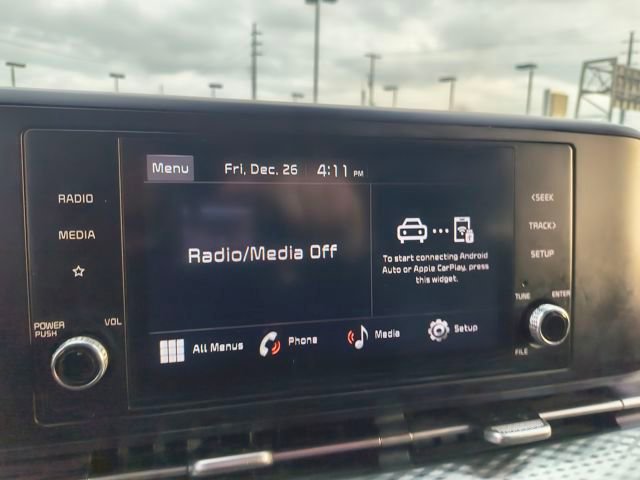 Menu
Fri, Dec. 26
4:11 PM
RADIO
MEDIA
POWER
PUSH
VOL
Radio/Media Off
To start connecting Android
Auto or Apple CarPlay, press
this widget.
All Menus
Phone
Media
Setup
<SEEK
TRACK>
SETUP
TUNE
ENTER
FILE